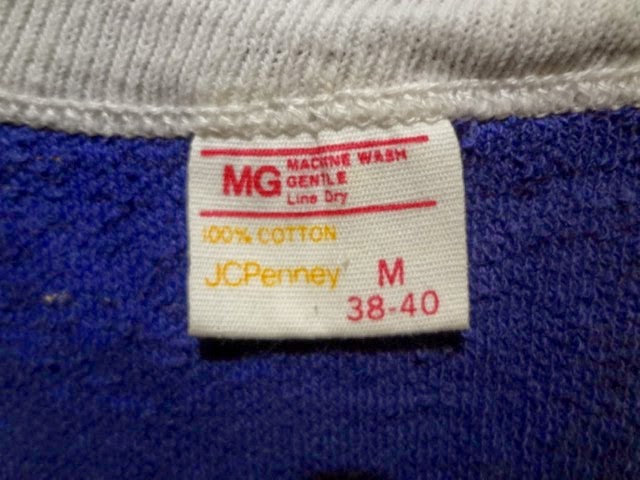 MG MACHINE WASH
GENTLE
Line Dry
100% COTTON
JCPenney M
38-40